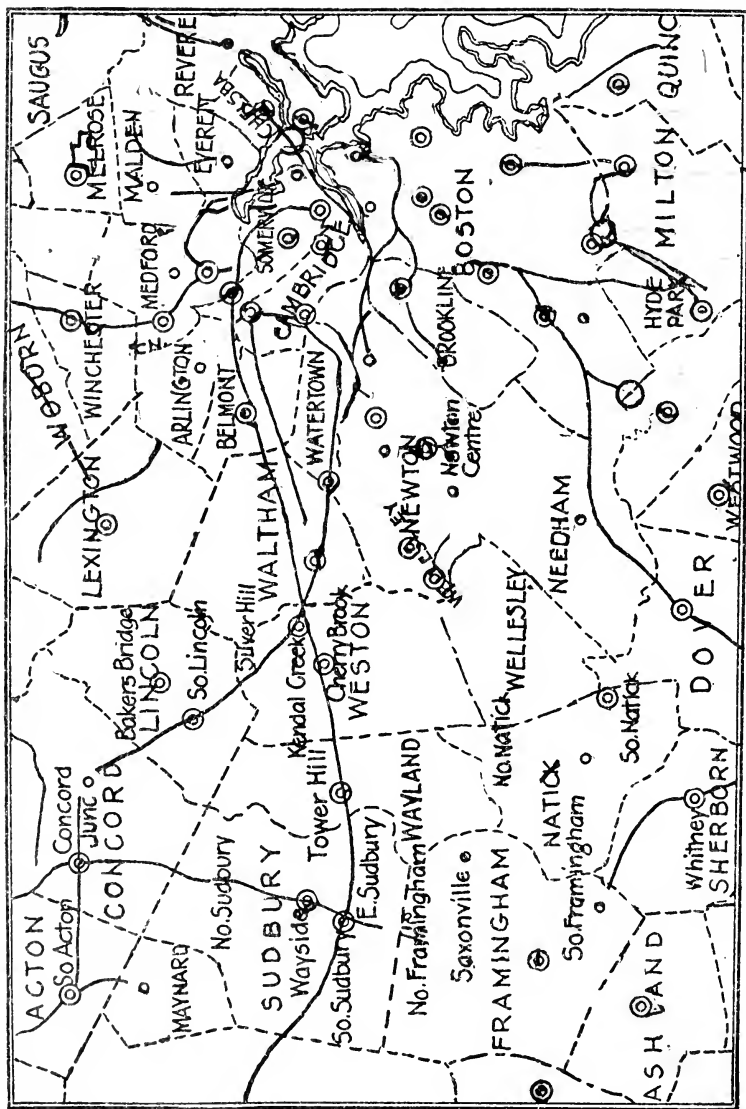 ACTON
So. Acton
MAYNARD
Concord
Junc.
CONCORD
No. Sudbury
SUDBURY
Wayside
So. Sudbury
E. Sudbury
Tower Hill
Bakers Bridge
LINCOLN
So. Lincoln
Silver Hill
Kendal Creek
Cherry Brook
WESTON
LEXINGTON
WOBURN
WINCHESTER
ARLINGTON
BELMONT
WALTHAM
WATERTOWN
MEDFORD
MELROSE
SAUGUS
MALDEN
EVERETT
REVERE
SOMERVILLE
CAMBRIDGE
BOSTON
BROOKLINE
NEWTON
Newton
Centre
WELLESLEY
NEEDHAM
No. Natick
NATICK
So. Natick
WAYLAND
No. Framingham
Saxonville
FRAMINGHAM
So. Framingham
ASHLAND
Whitney
SHERBORN
DOVER
WESTWOOD
HYDE
PARK
MILTON
QUINC